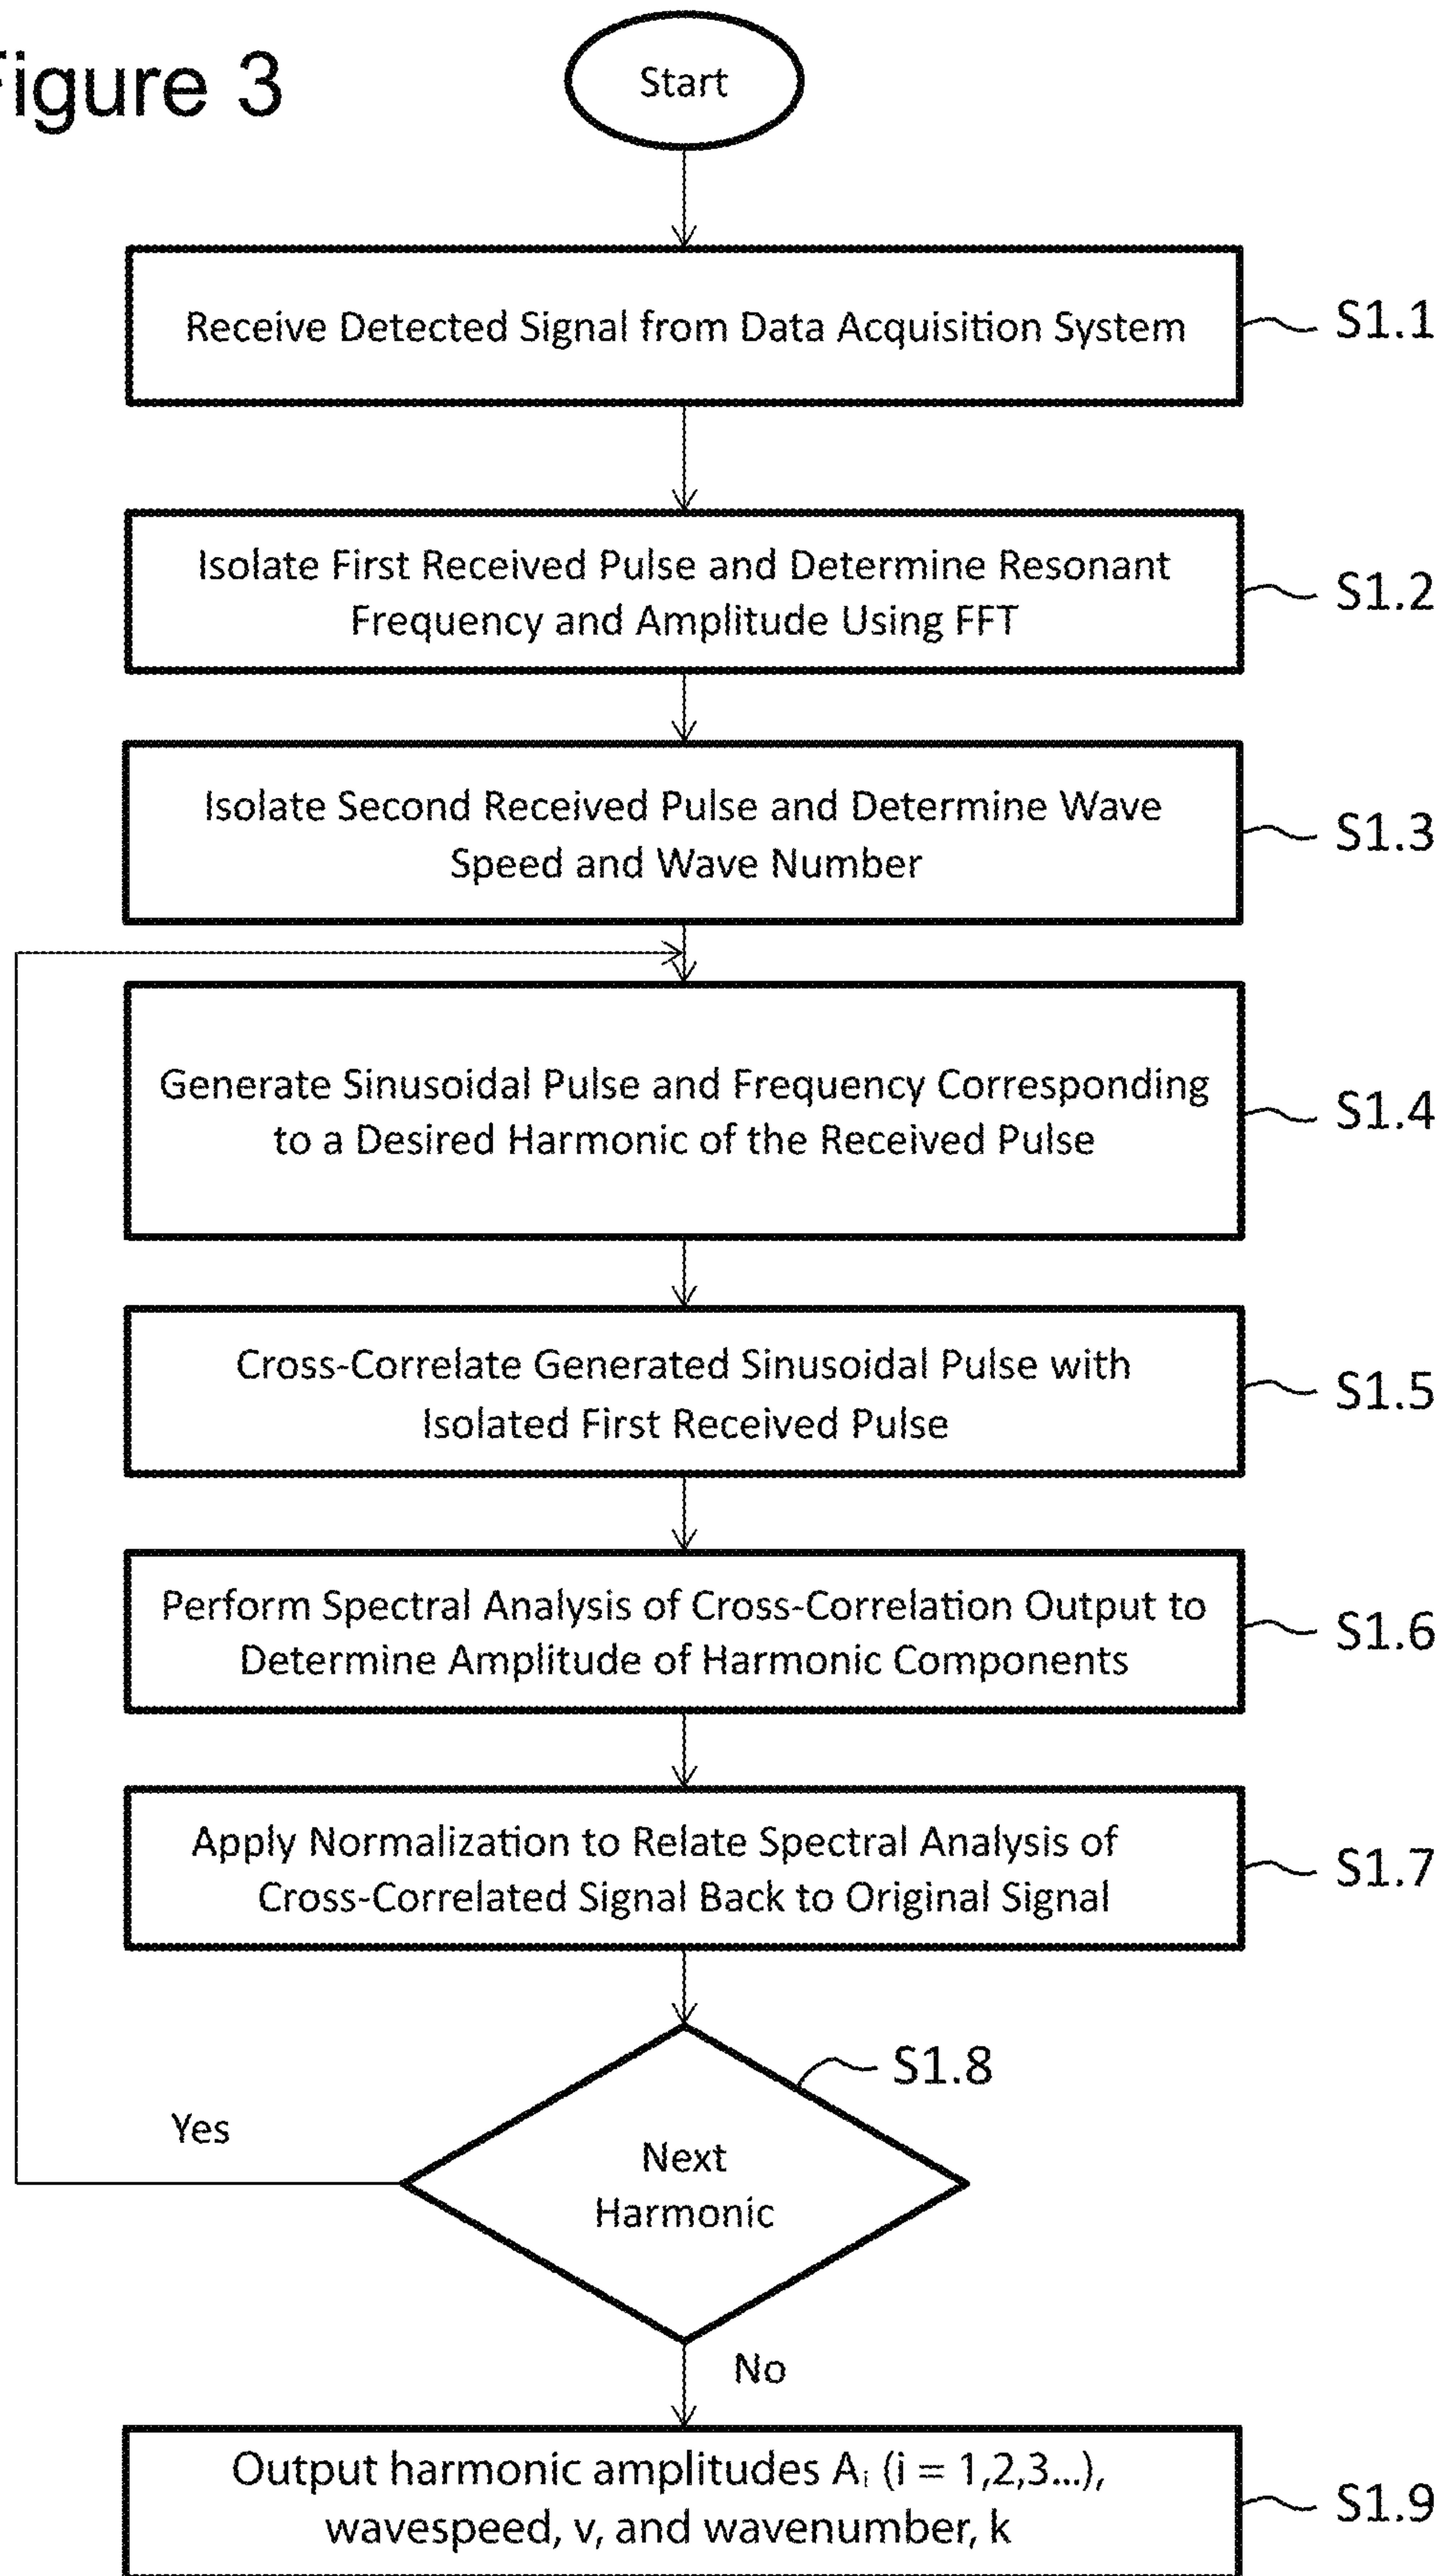 Figure 3
Start
Receive Detected Signal from Data Acquisition System
S1.1
Isolate First Received Pulse and Determine Resonant
Frequency and Amplitude Using FFT
S1.2
Isolate Second Received Pulse and Determine Wave
Speed and Wave Number
S1.3
Generate Sinusoidal Pulse and Frequency Corresponding
to a Desired Harmonic of the Received Pulse
S1.4
Cross-Correlate Generated Sinusoidal Pulse with
Isolated First Received Pulse
S1.5
Perform Spectral Analysis of Cross-Correlation Output to
Determine Amplitude of Harmonic Components
S1.6
Apply Normalization to Relate Spectral Analysis of
Cross-Correlated Signal Back to Original Signal
S1.7
S1.8
Yes
Next
Harmonic
No
Output harmonic amplitudes Aᵢ (i = 1,2,3...),
wavespeed, v, and wavenumber, k
S1.9